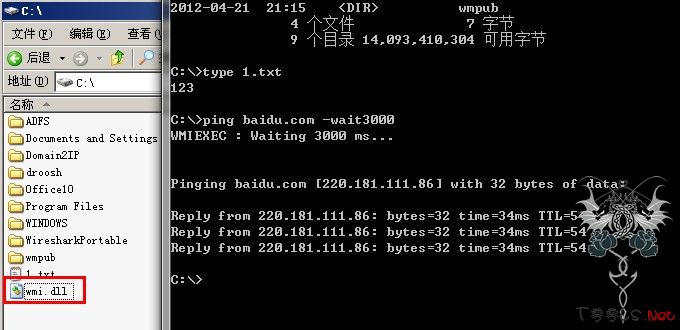 C:\
文件(F)
编辑(E)
查看(
后退
地址(D)
C:\
名称
ADFS
Documents and Settings
Domain2IP
droosh
Office10
Program Files
WINDOWS
WiresharkPortable
wmpub
1.txt
wmi.dll
2012-04-21 21:15 <DIR> wmpub
4 个文件 7 字节
9 个目录 14,093,410,304 可用字节
C:\>type 1.txt
123
C:\>ping baidu.com -wait3000
WMIEXEC : Waiting 3000 ms...
Pinging baidu.com [220.181.111.86] with 32 bytes of data:
Reply from 220.181.111.86: bytes=32 time=34ms TTL=54
Reply from 220.181.111.86: bytes=32 time=34ms TTL=54
Reply from 220.181.111.86: bytes=32 time=34ms TTL=54
C:\>